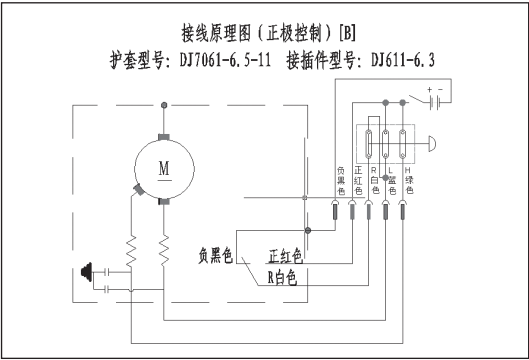 接线原理图(正极控制)[B]
护套型号: DJ7061-6.5-11 接插件型号: DJ611-6.3
+ −
M
负黑色
正红色
R白色
L蓝色
H绿色
负黑色
正红色
R白色